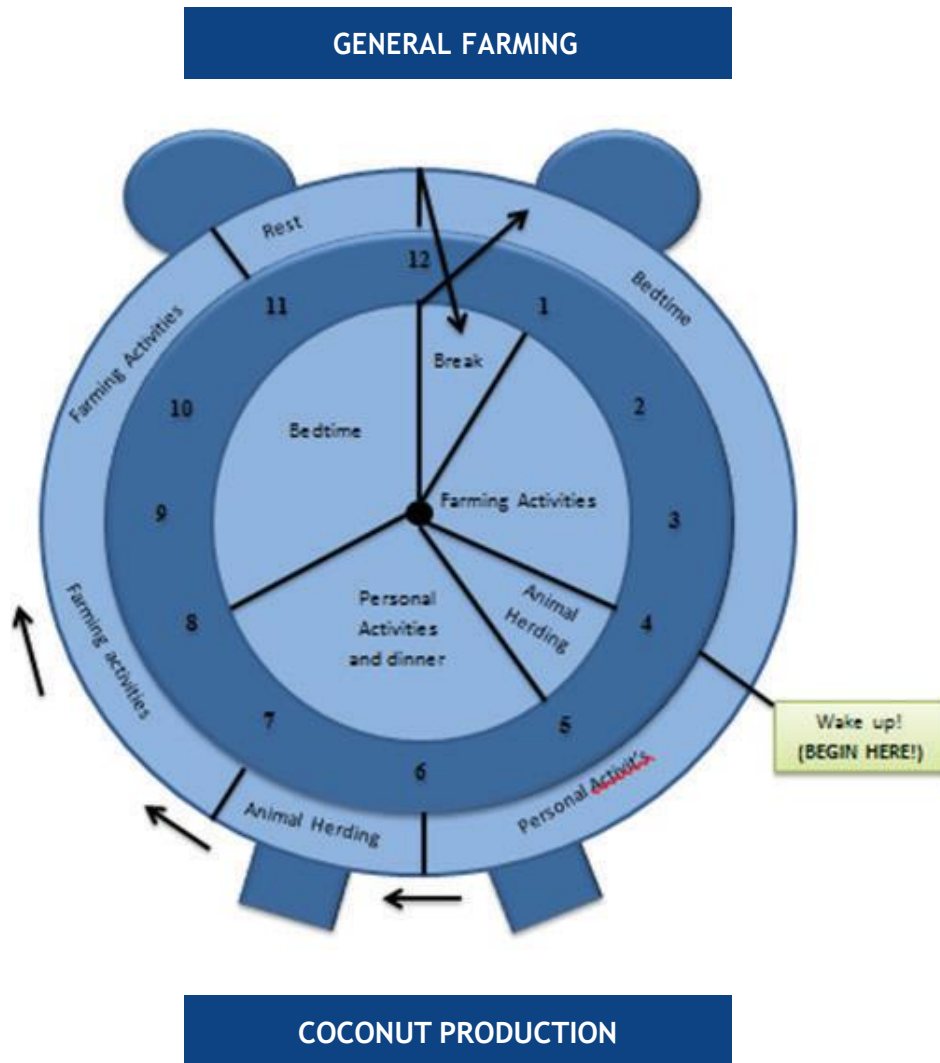 GENERAL FARMING
Rest
12
Bedtime
11
1
Farming Activities
Break
10
2
Bedtime
Farming Activities
9
3
Farming activities
Personal
Activities
and dinner
Animal
Herding
8
4
7
5
6
Wake up!
(BEGIN HERE!)
Personal Activit's
Animal Herding
COCONUT PRODUCTION